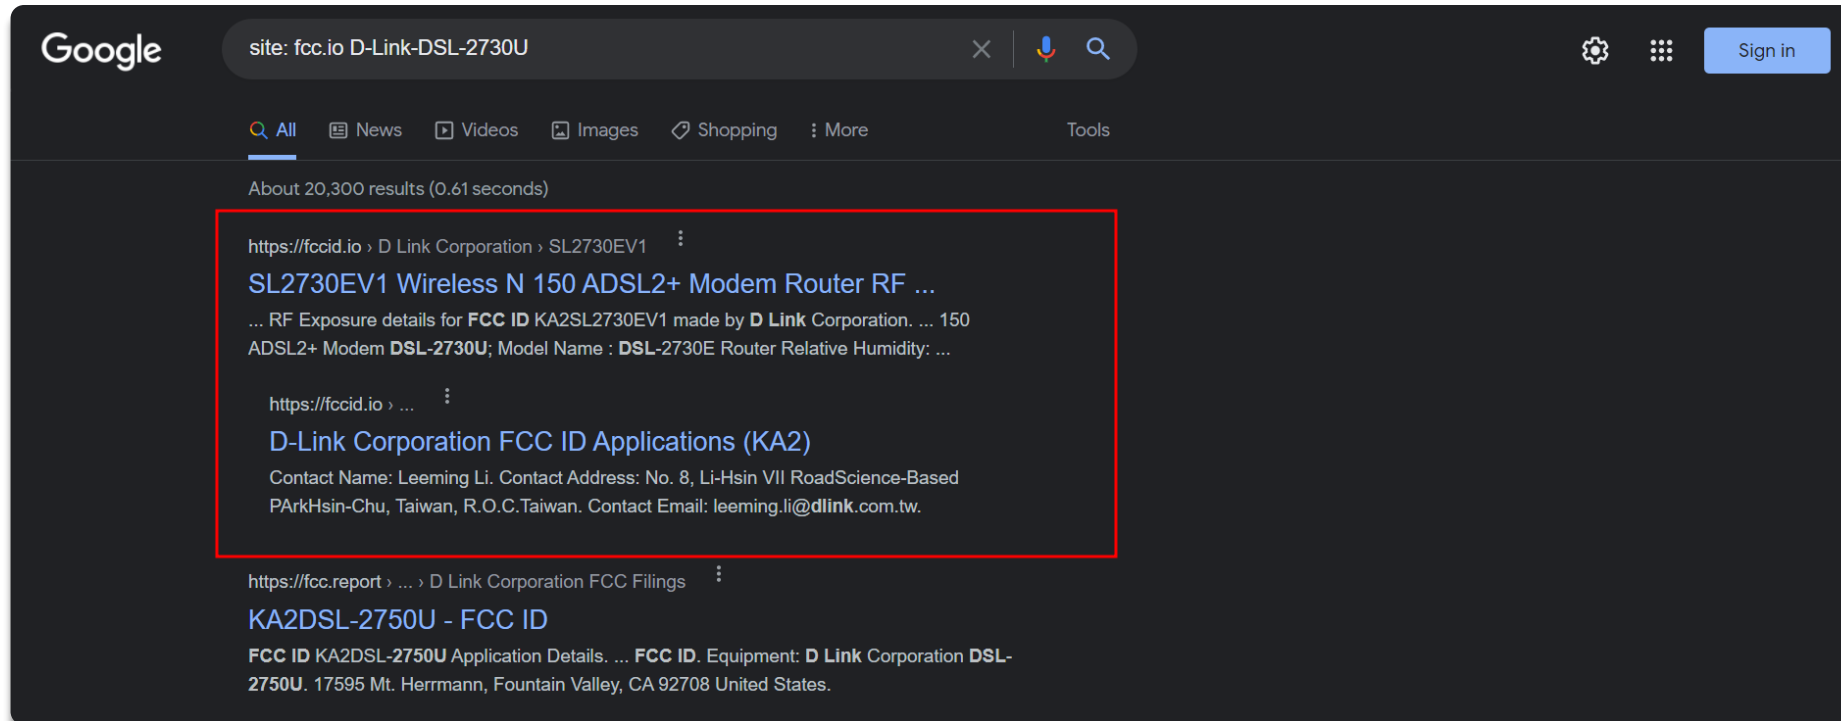 Google
site: fcc.io D-Link-DSL-2730U
Sign in
All News Videos Images Shopping More Tools
About 20,300 results (0.61 seconds)
https://fccid.io › D Link Corporation › SL2730EV1
SL2730EV1 Wireless N 150 ADSL2+ Modem Router RF ...
... RF Exposure details for FCC ID KA2SL2730EV1 made by D Link Corporation. ... 150
ADSL2+ Modem DSL-2730U; Model Name : DSL-2730E Router Relative Humidity: ...
https://fccid.io › ...
D-Link Corporation FCC ID Applications (KA2)
Contact Name: Leeming Li. Contact Address: No. 8, Li-Hsin VII RoadScience-Based
PArkHsin-Chu, Taiwan, R.O.C.Taiwan. Contact Email: leeming.li@dlink.com.tw.
https://fcc.report › ... › D Link Corporation FCC Filings
KA2DSL-2750U - FCC ID
FCC ID KA2DSL-2750U Application Details. ... FCC ID. Equipment: D Link Corporation DSL-
2750U. 17595 Mt. Herrmann, Fountain Valley, CA 92708 United States.